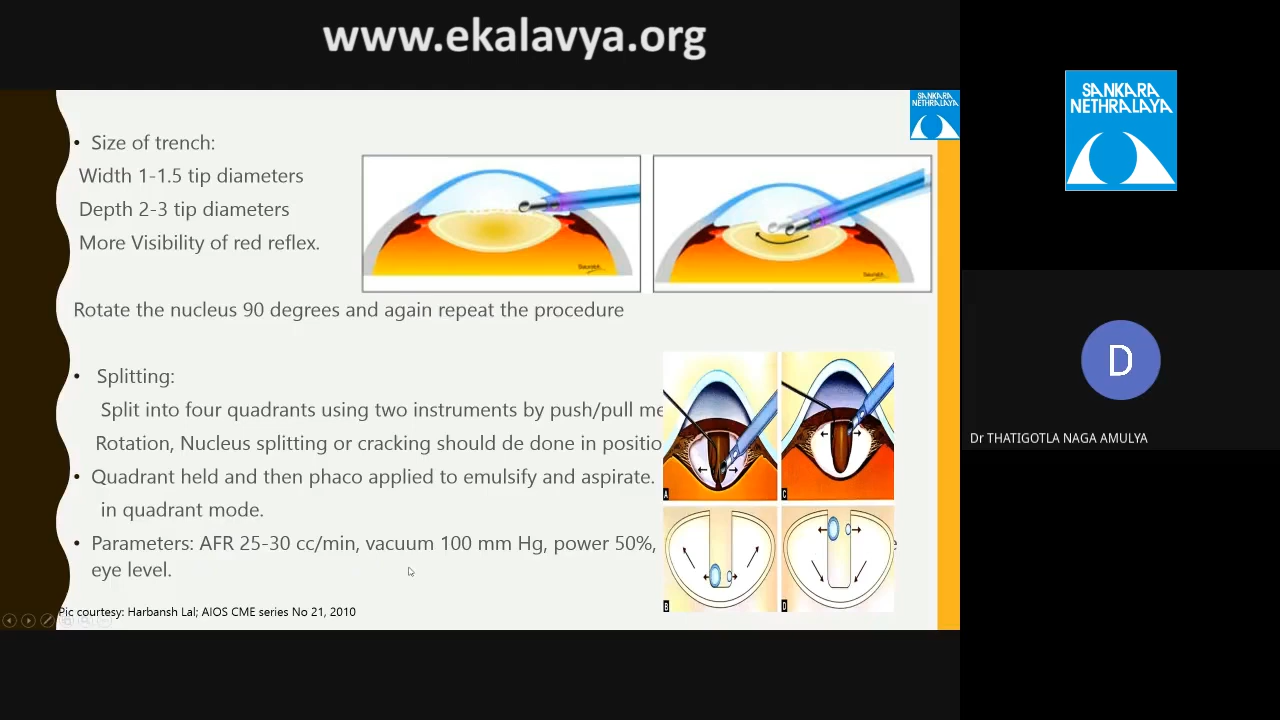 www.ekalavya.org
SANKARA
NETHRALAYA
SANKARA
NETHRALAYA
• Size of trench:
Width 1-1.5 tip diameters
Depth 2-3 tip diameters
More Visibility of red reflex.
Rotate the nucleus 90 degrees and again repeat the procedure
• Splitting:
Split into four quadrants using two instruments by push/pull me
Rotation, Nucleus splitting or cracking should de done in positio
• Quadrant held and then phaco applied to emulsify and aspirate.
in quadrant mode.
• Parameters: AFR 25-30 cc/min, vacuum 100 mm Hg, power 50%,
eye level.
A
C
B
D
Pic courtesy: Harbansh Lal; AIOS CME series No 21, 2010
D
Dr THATIGOTLA NAGA AMULYA